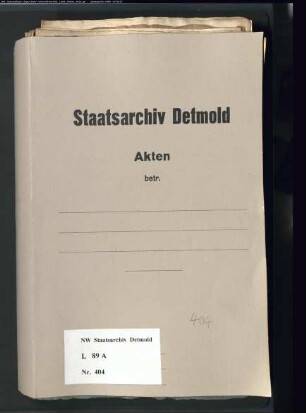 Staatsarchiv Detmold
Akten
betr.
404
NW Staatsarchiv Detmold
L 89 A
Nr. 404